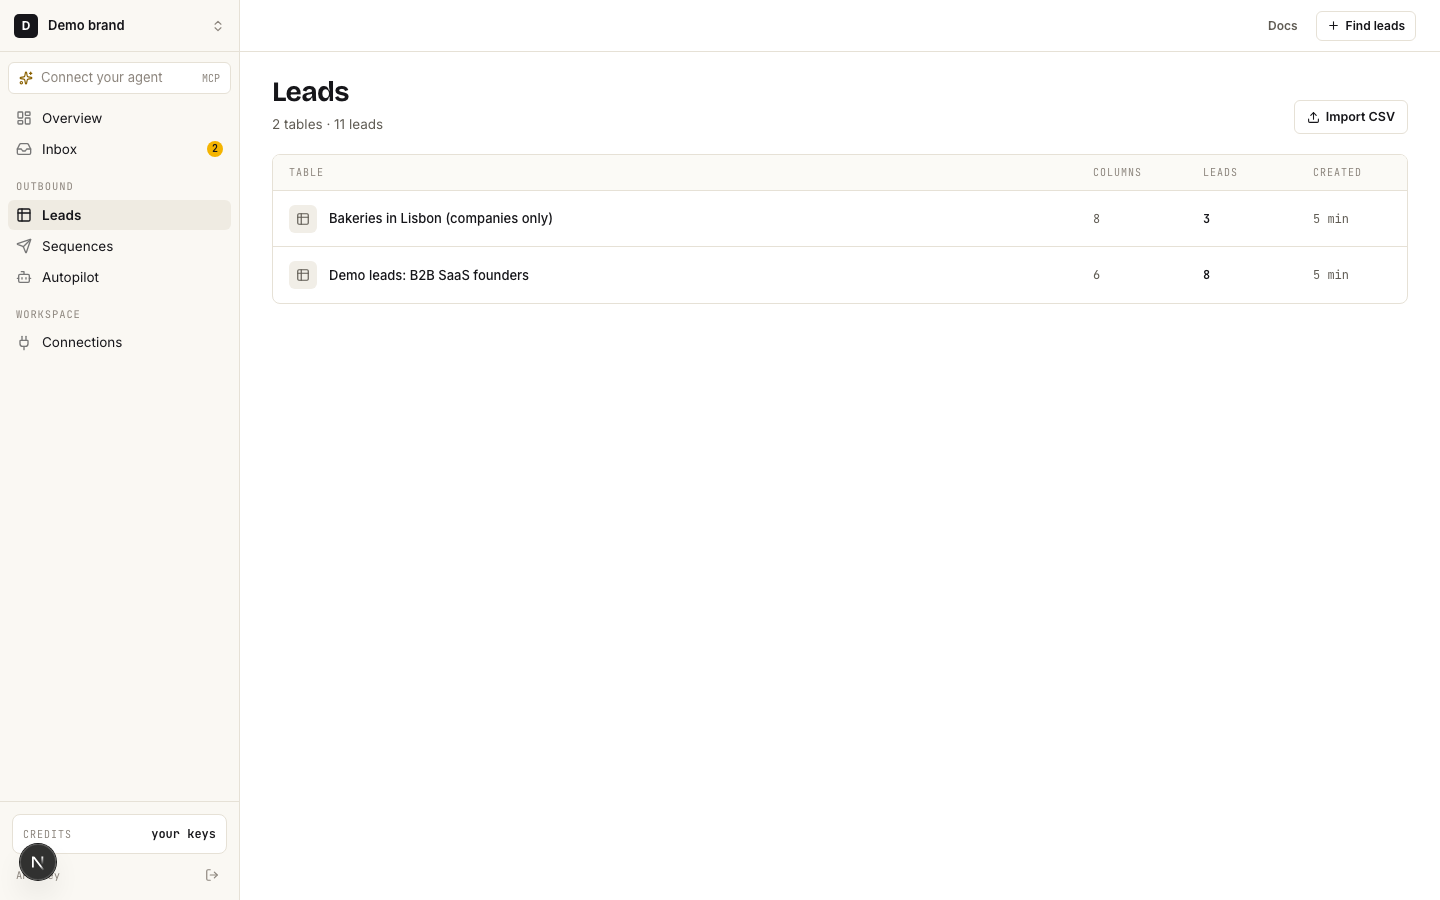 D Demo brand
Docs
Find leads
Connect your agent MCP
Overview
Inbox 2
OUTBOUND
Leads
Sequences
Autopilot
WORKSPACE
Connections
CREDITS your keys
Leads
2 tables · 11 leads
Import CSV
TABLE COLUMNS LEADS CREATED
Bakeries in Lisbon (companies only) 8 3 5 min
Demo leads: B2B SaaS founders 6 8 5 min